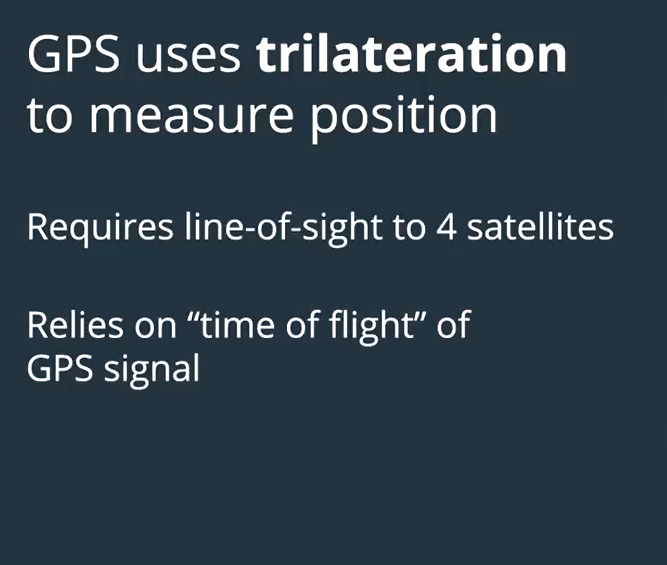 GPS uses trilateration
to measure position
Requires line-of-sight to 4 satellites
Relies on “time of flight” of
GPS signal